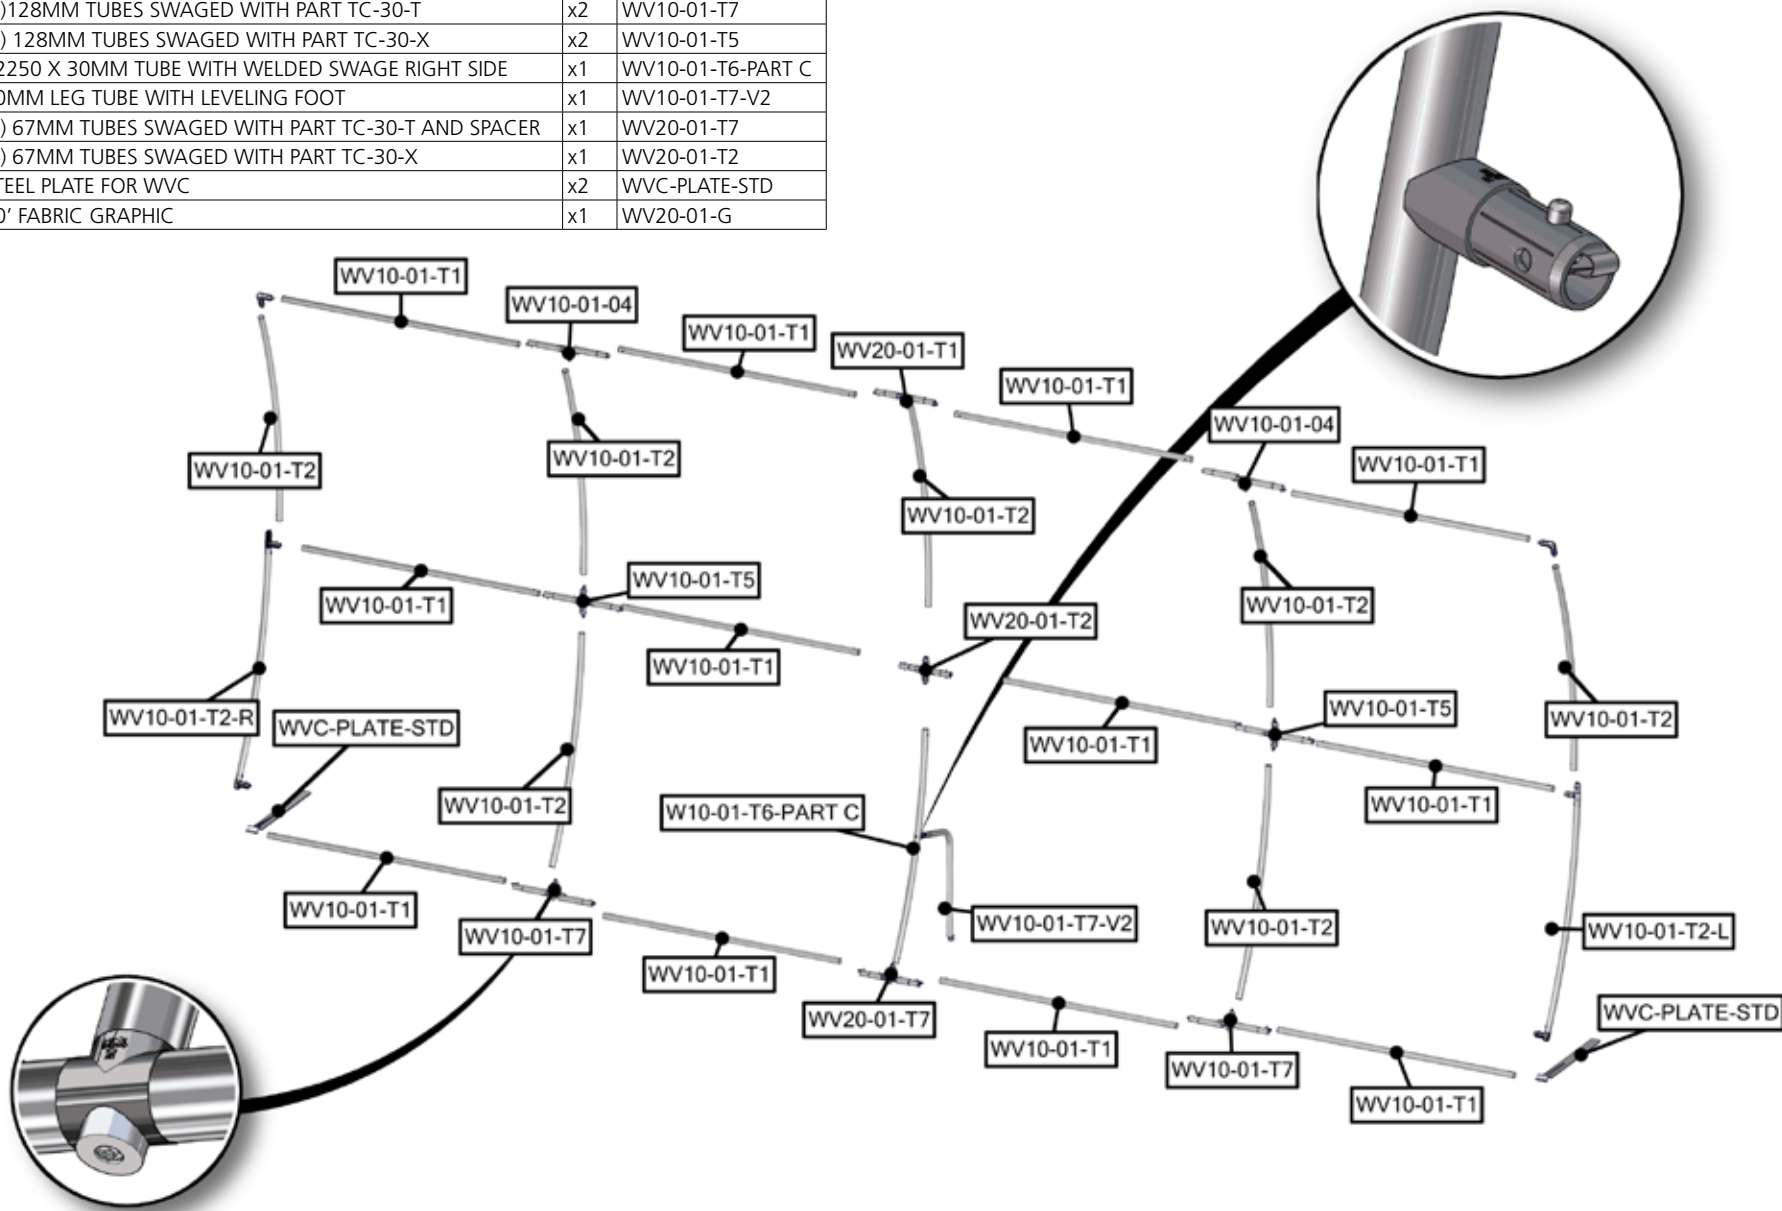 )128MM TUBES SWAGED WITH PART TC-30-T x2 WV10-01-T7
) 128MM TUBES SWAGED WITH PART TC-30-X x2 WV10-01-T5
2250 X 30MM TUBE WITH WELDED SWAGE RIGHT SIDE x1 WV10-01-T6-PART C
0MM LEG TUBE WITH LEVELING FOOT x1 WV10-01-T7-V2
) 67MM TUBES SWAGED WITH PART TC-30-T AND SPACER x1 WV20-01-T7
) 67MM TUBES SWAGED WITH PART TC-30-X x1 WV20-01-T2
TEEL PLATE FOR WVC x2 WVC-PLATE-STD
0’ FABRIC GRAPHIC x1 WV20-01-G
WV10-01-T1
WV10-01-04
WV10-01-T1
WV20-01-T1
WV10-01-T1
WV10-01-04
WV10-01-T1
WV10-01-T2
WV10-01-T2
WV10-01-T2
WV10-01-T2
WV10-01-T2
WV10-01-T1
WV10-01-T5
WV10-01-T1
WV20-01-T2
WV10-01-T1
WV10-01-T5
WV10-01-T1
WV10-01-T2-R
WVC-PLATE-STD
WV10-01-T2
W10-01-T6-PART C
WV10-01-T7-V2
WV10-01-T2
WV10-01-T2-L
WV10-01-T1
WV10-01-T7
WV10-01-T1
WV20-01-T7
WV10-01-T1
WV10-01-T7
WV10-01-T1
WVC-PLATE-STD